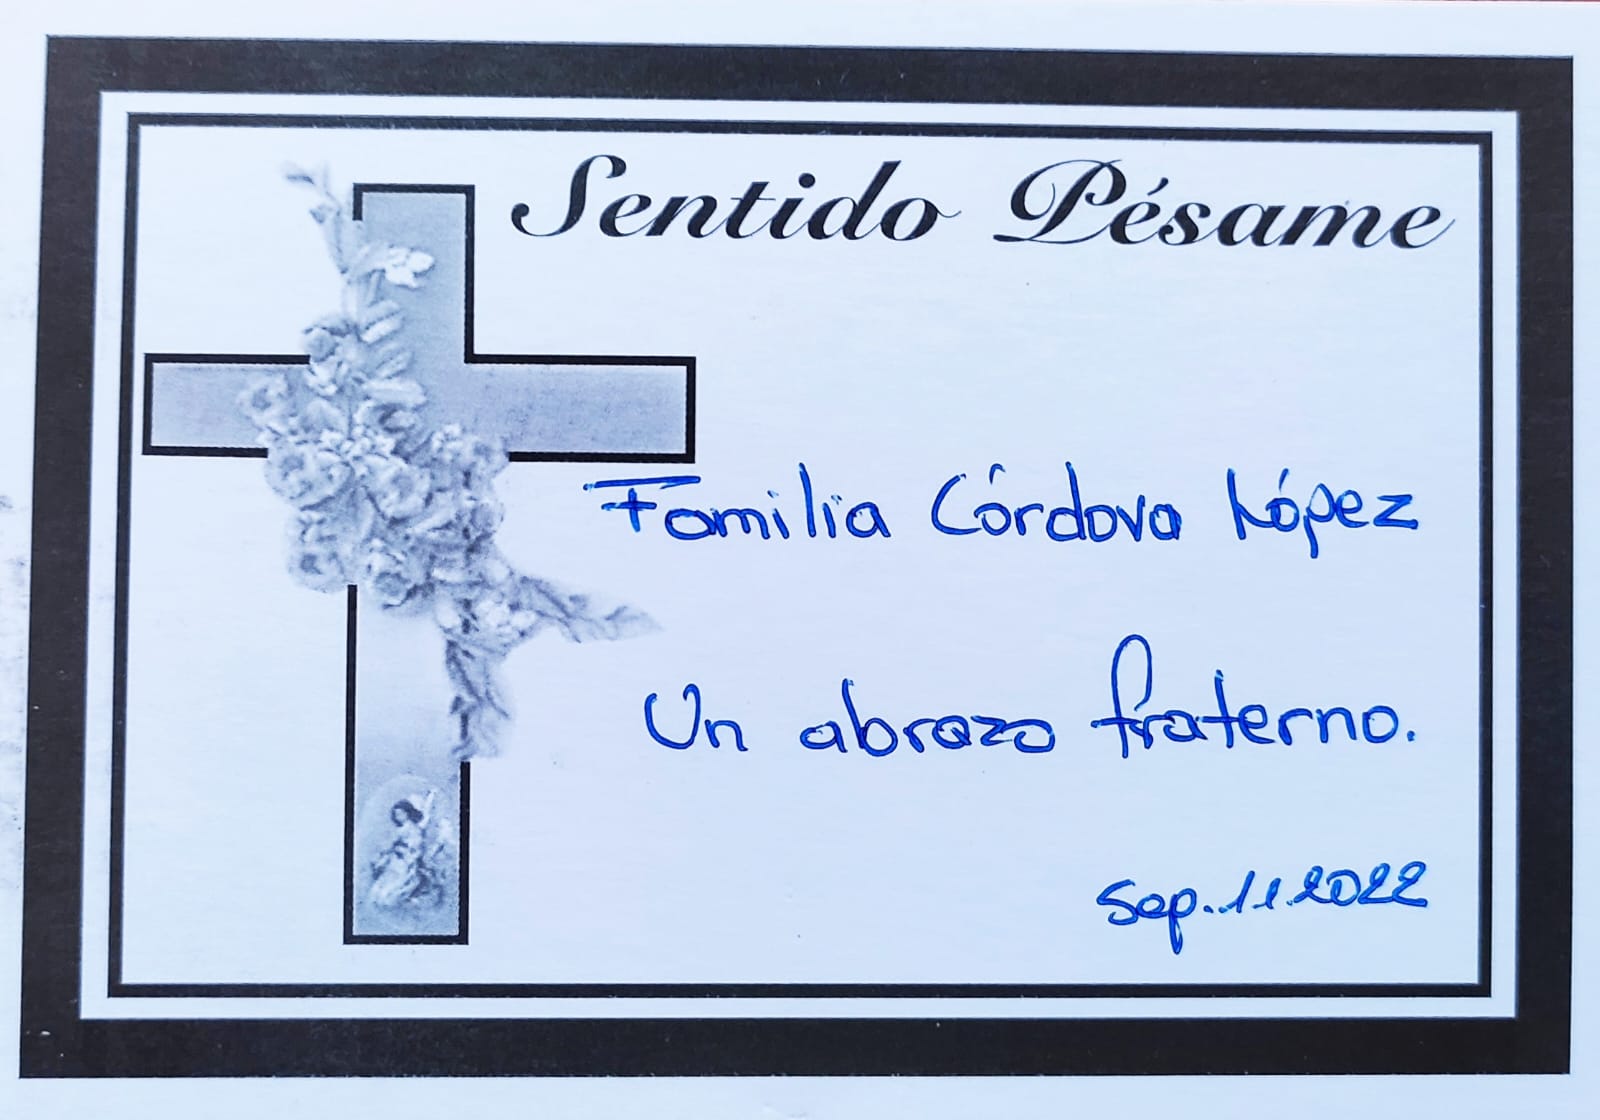 Sentido Pésame
Familia Córdova López
Un abrazo fraterno.
Sep.11.2022